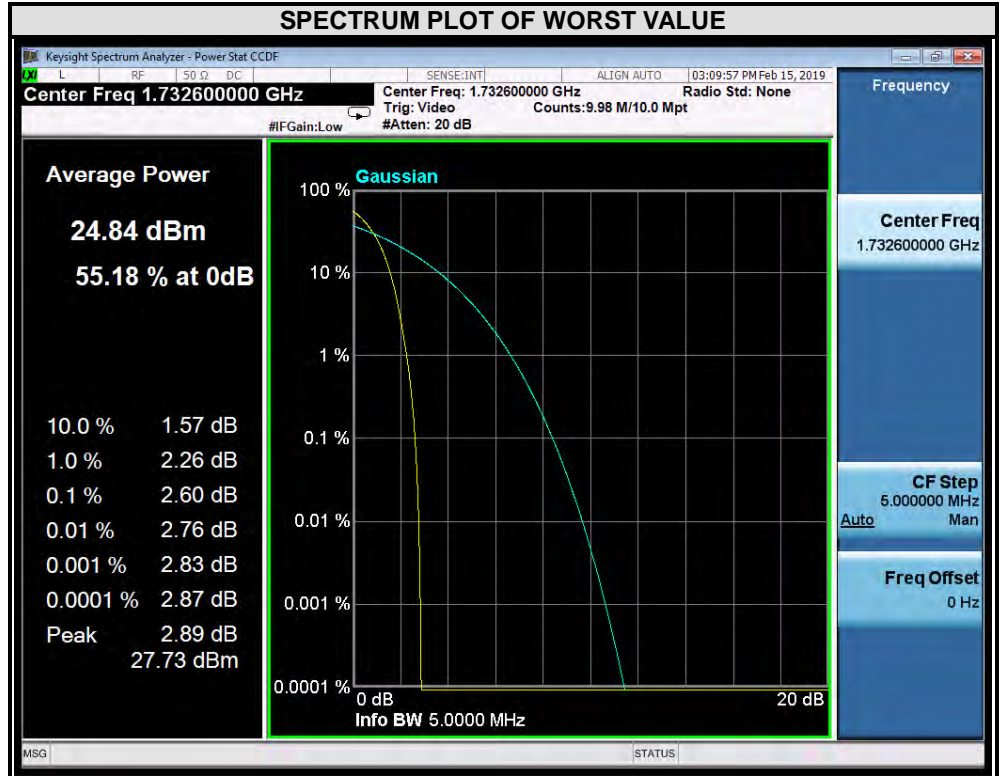 SPECTRUM PLOT OF WORST VALUE
Keysight Spectrum Analyzer - Power Stat CCDF
LXI L RF 50 Ω DC SENSE:INT ALIGN AUTO 03:09:57 PM Feb 15, 2019
Center Freq 1.732600000 GHz
Center Freq: 1.732600000 GHz Radio Std: None
Trig: Video Counts:9.98 M/10.0 Mpt
#IFGain:Low #Atten: 20 dB
Frequency
Average Power
24.84 dBm
55.18 % at 0dB
10.0 % 1.57 dB
1.0 % 2.26 dB
0.1 % 2.60 dB
0.01 % 2.76 dB
0.001 % 2.83 dB
0.0001 % 2.87 dB
Peak 2.89 dB
27.73 dBm
Gaussian
100 %
10 %
1 %
0.1 %
0.01 %
0.001 %
0.0001 %
0 dB 20 dB
Info BW 5.0000 MHz
Center Freq
1.732600000 GHz
CF Step
5.000000 MHz
Auto Man
Freq Offset
0 Hz
MSG STATUS